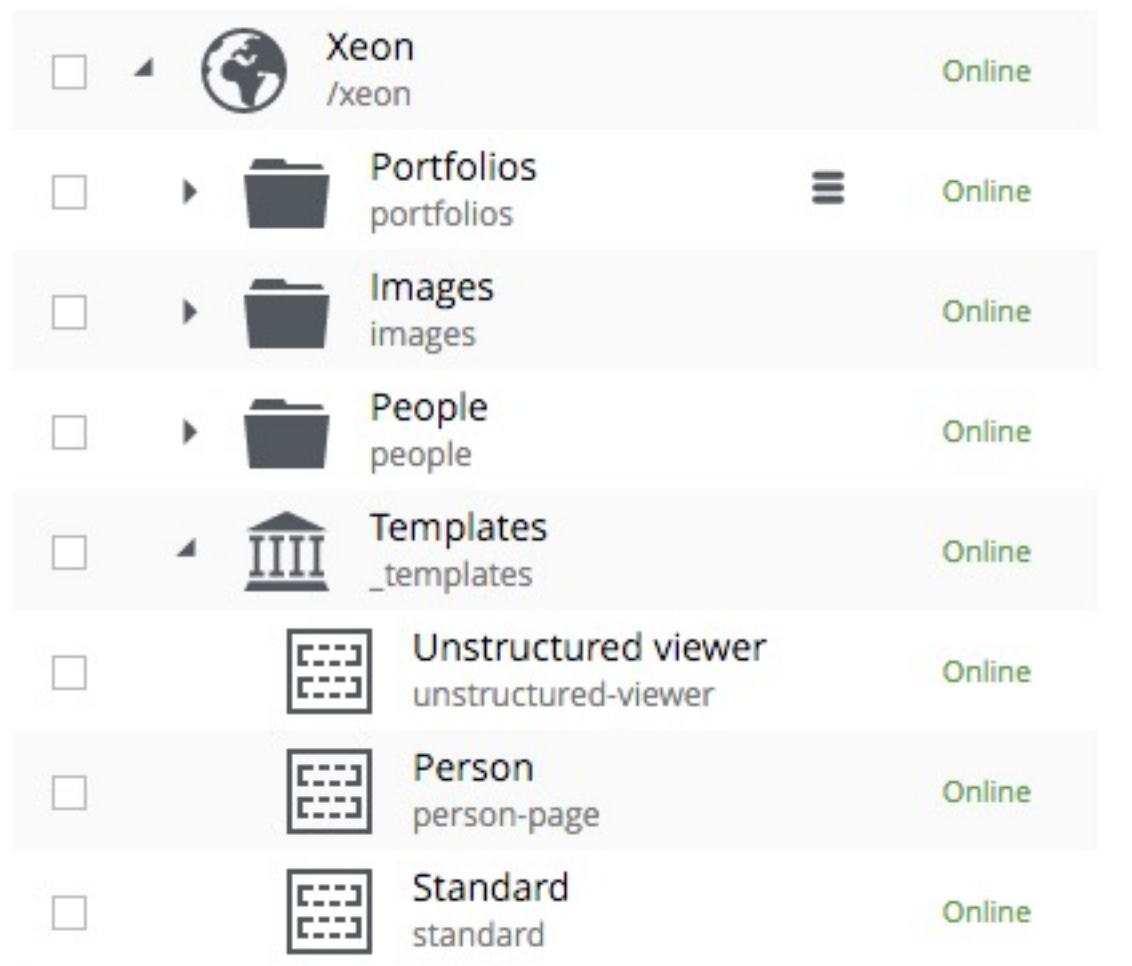 Xeon
/xeon
Online
Portfolios
portfolios
Online
Images
images
Online
People
people
Online
Templates
_templates
Online
Unstructured viewer
unstructured-viewer
Online
Person
person-page
Online
Standard
standard
Online